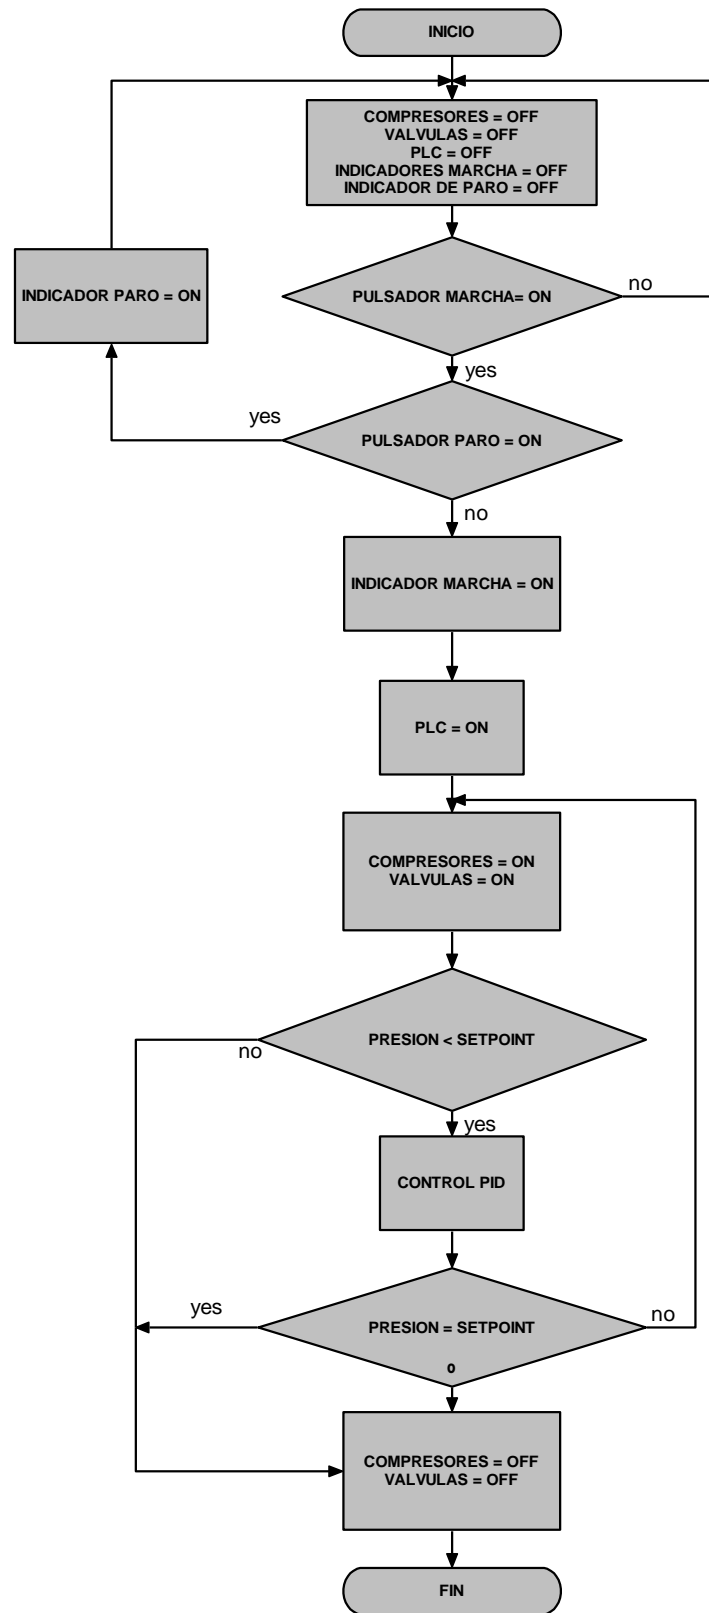 INICIO
COMPRESORES = OFF
VALVULAS = OFF
PLC = OFF
INDICADORES MARCHA = OFF
INDICADOR DE PARO = OFF
INDICADOR PARO = ON
PULSADOR MARCHA= ON
no
yes
yes
PULSADOR PARO = ON
no
INDICADOR MARCHA = ON
PLC = ON
COMPRESORES = ON
VALVULAS = ON
PRESION < SETPOINT
no
yes
CONTROL PID
yes
PRESION = SETPOINT
no
o
COMPRESORES = OFF
VALVULAS = OFF
FIN